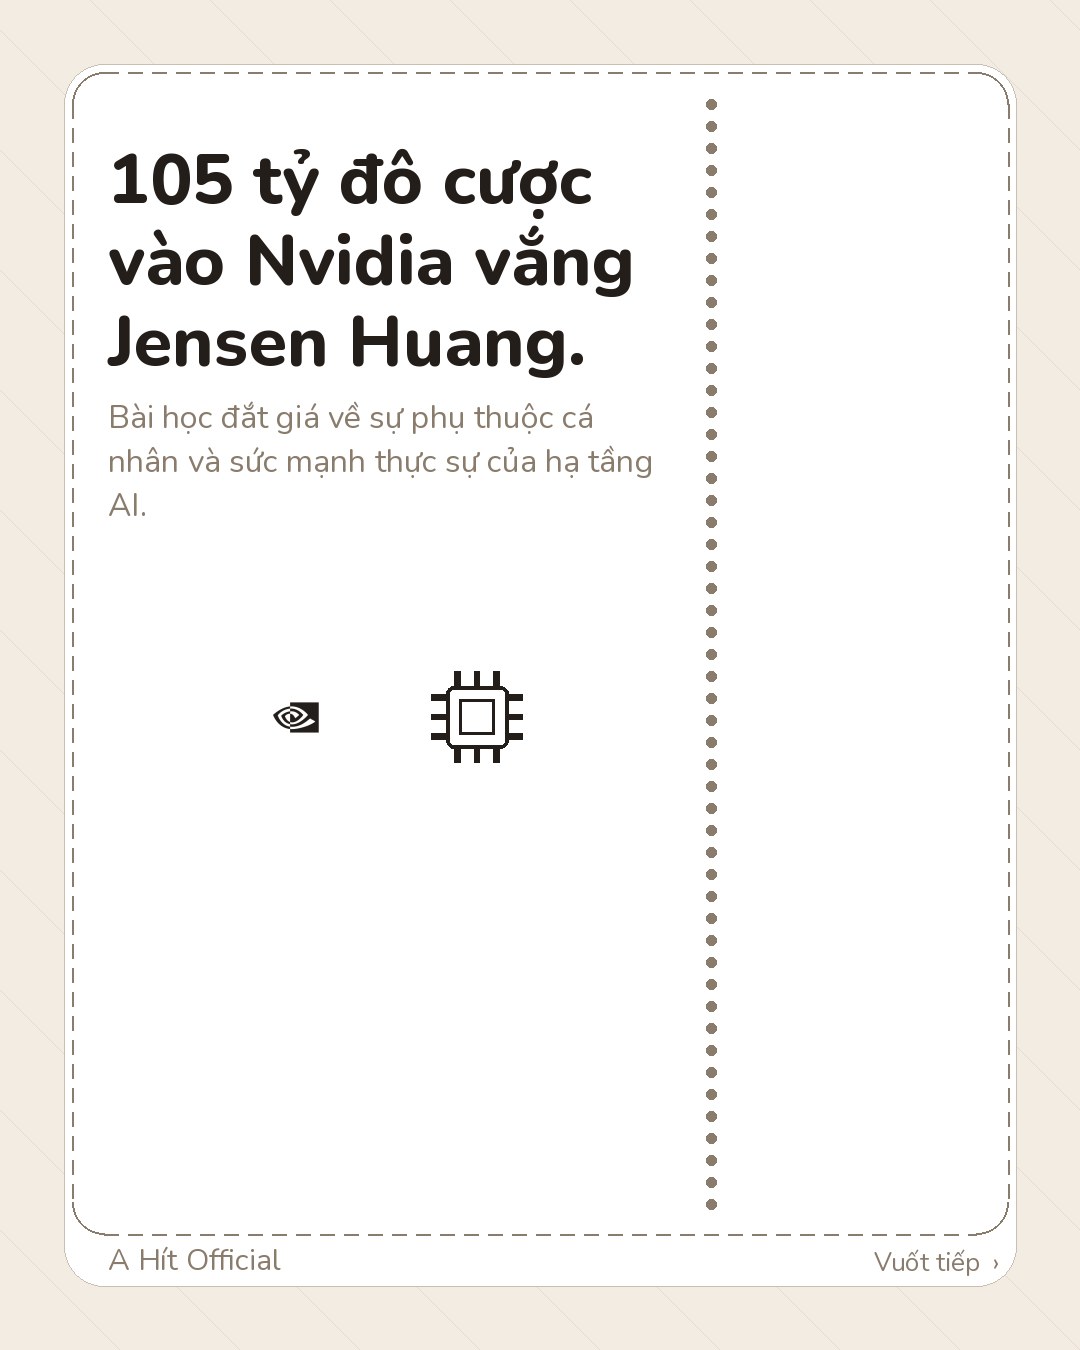 105 tỷ đô cược
vào Nvidia vắng
Jensen Huang.
Bài học đắt giá về sự phụ thuộc cá
nhân và sức mạnh thực sự của hạ tầng
AI.
A Hít Official
Vuốt tiếp ›